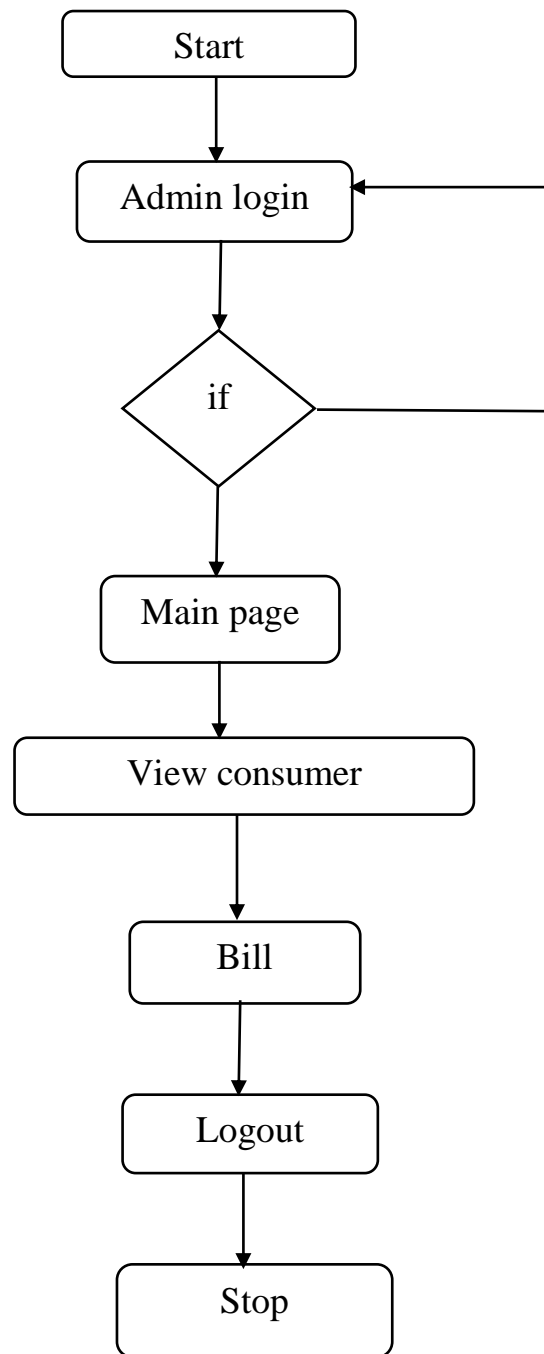 Start
Admin login
if
Main page
View consumer
Bill
Logout
Stop